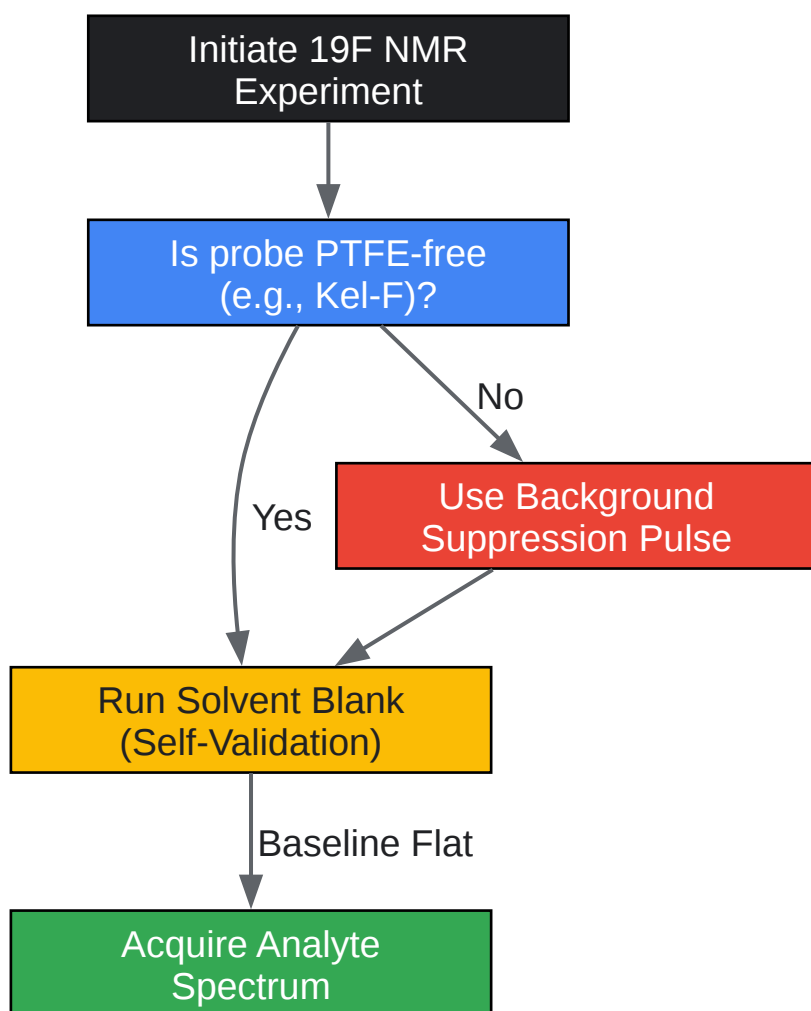 Initiate 19F NMR
Experiment
Is probe PTFE-free
(e.g., Kel-F)?
No
Use Background
Suppression Pulse
Yes
Run Solvent Blank
(Self-Validation)
Baseline Flat
Acquire Analyte
Spectrum